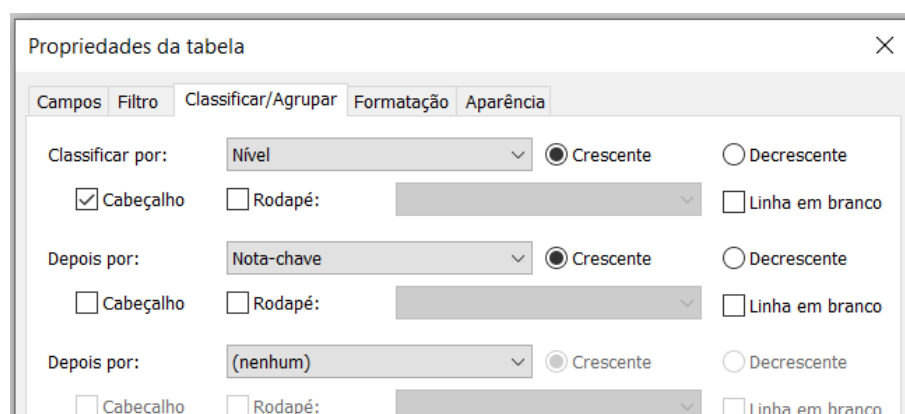 Propriedades da tabela
Campos Filtro Classificar/Agrupar Formatação Aparência
Classificar por: Nível Crescente Decrescente
Cabeçalho Rodapé: Linha em branco
Depois por: Nota-chave Crescente Decrescente
Cabeçalho Rodapé: Linha em branco
Depois por: (nenhum) Crescente Decrescente
Cabeçalho Rodapé: Linha em branco